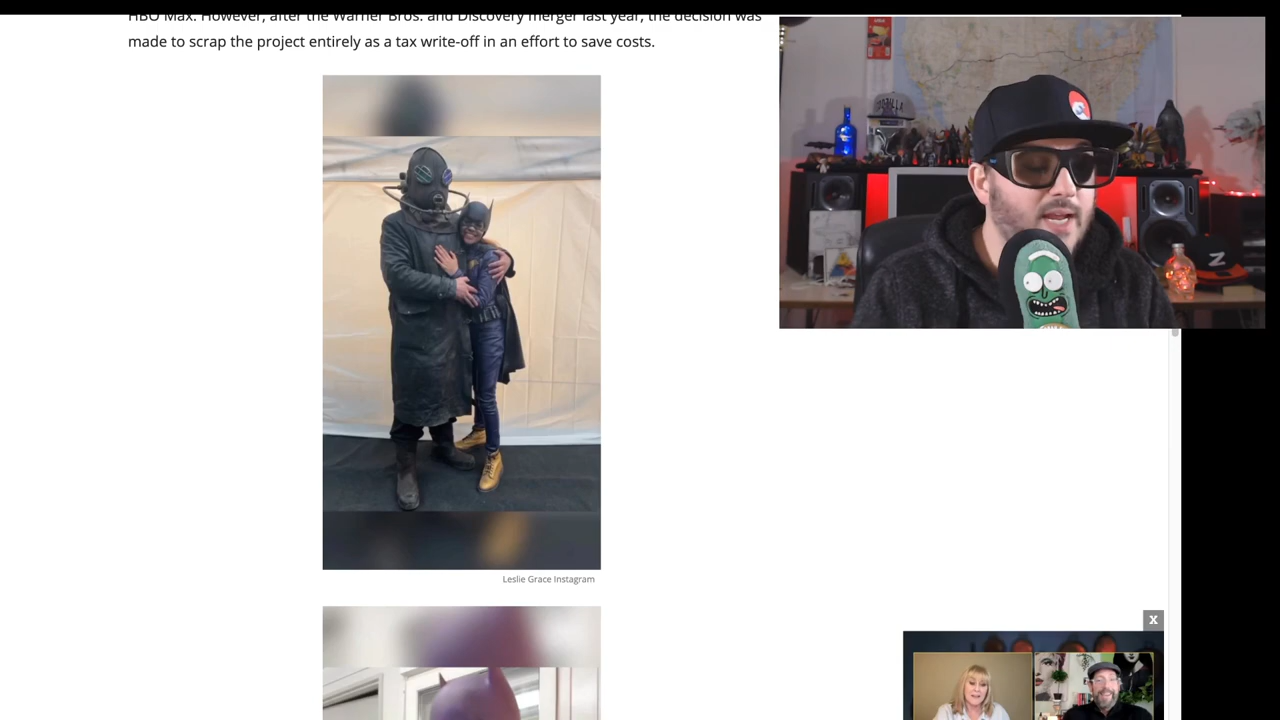 HBO Max. However, after the Warner Bros. and Discovery merger last year, the decision was
made to scrap the project entirely as a tax write-off in an effort to save costs.
GODZILLA
Z
Leslie Grace Instagram
X